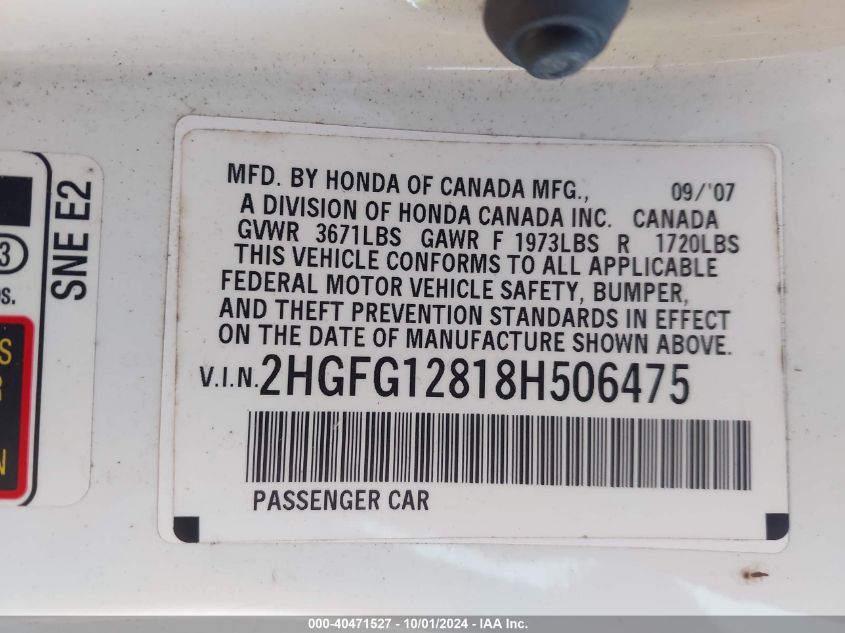 MFD. BY HONDA OF CANADA MFG., 09/'07
A DIVISION OF HONDA CANADA INC. CANADA
GVWR 3671LBS GAWR F 1973LBS R 1720LBS
THIS VEHICLE CONFORMS TO ALL APPLICABLE
FEDERAL MOTOR VEHICLE SAFETY, BUMPER,
AND THEFT PREVENTION STANDARDS IN EFFECT
ON THE DATE OF MANUFACTURE SHOWN ABOVE.
V.I.N. 2HGFG12818H506475
PASSENGER CAR
SNE E2
000-40471527 - 10/01/2024 - IAA Inc.